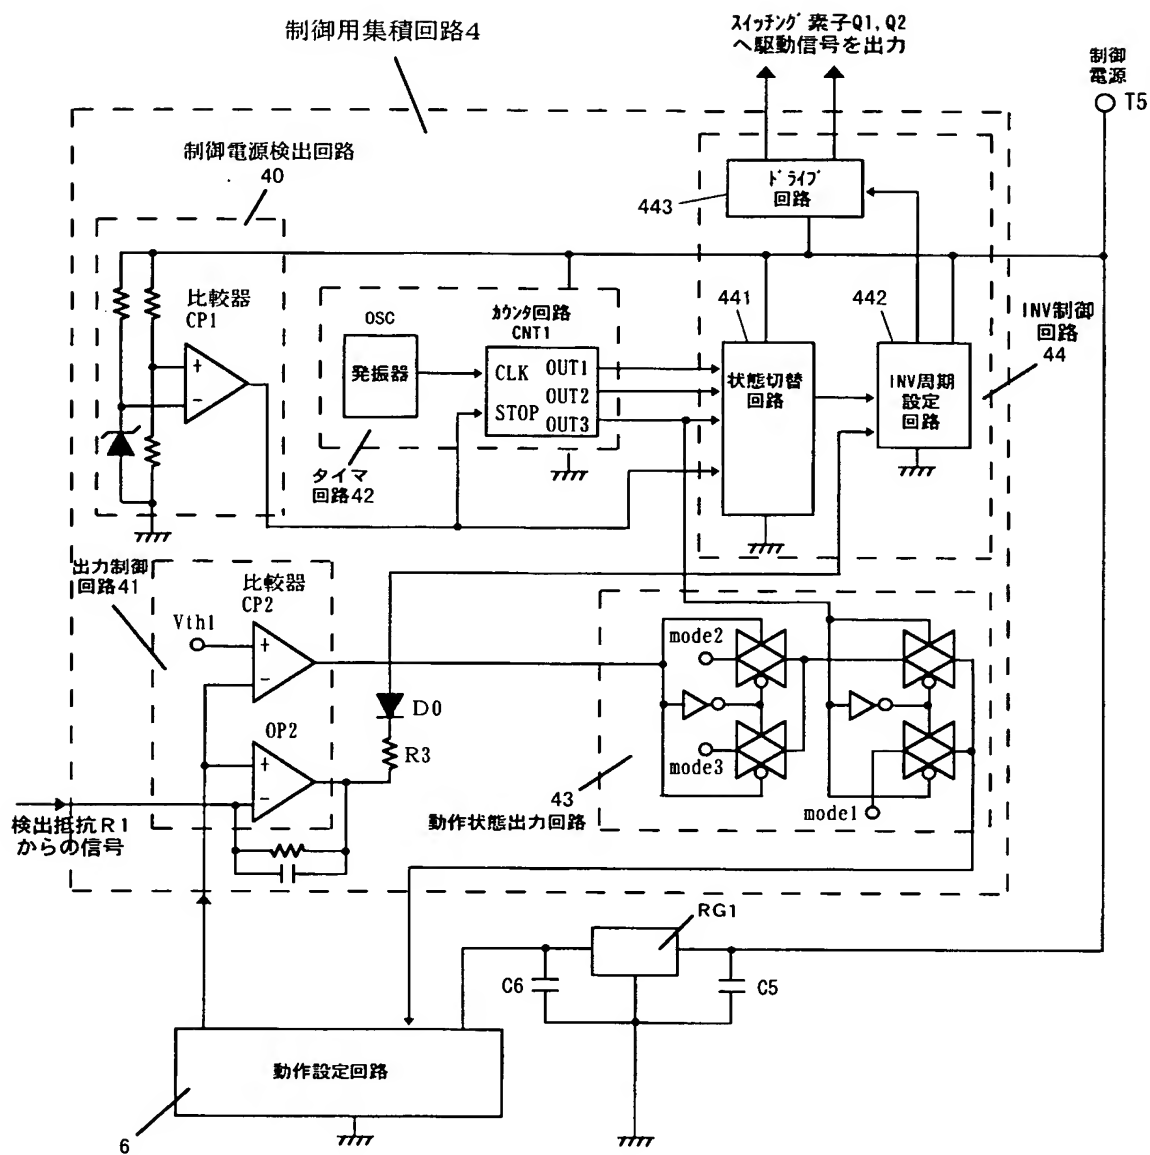 制御用集積回路4
スイッチング素子Q1,Q2
へ駆動信号を出力
制御
電源
T5
制御電源検出回路
40
ドライブ
回路
443
比較器
CP1
+
-
OSC
発振器
カウンタ回路
CNT1
CLK
STOP
OUT1
OUT2
OUT3
タイマ
回路42
441
状態切替
回路
442
INV周期
設定
回路
INV制御
回路
44
出力制御
回路41
比較器
CP2
Vth1
+
-
OP2
+
-
D0
R3
検出抵抗R1
からの信号
mode2
mode3
mode1
43
動作状態出力回路
RG1
C6
C5
動作設定回路
6